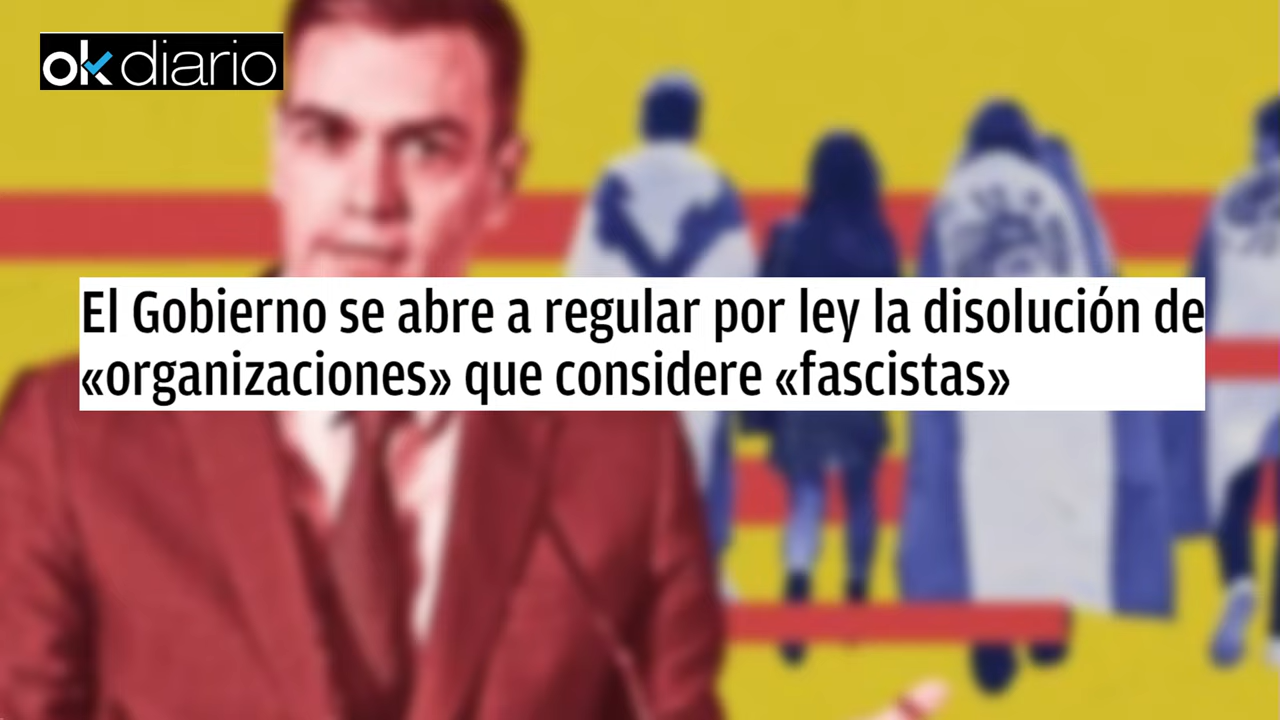 okdiario
El Gobierno se abre a regular por ley la disolución de
«organizaciones» que considere «fascistas»